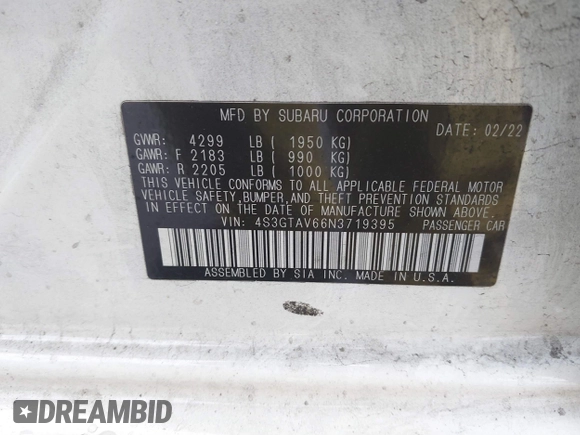 MFD BY SUBARU CORPORATION
DATE: 02/22
GVWR: 4299 LB ( 1950 KG)
GAWR: F 2183 LB ( 990 KG)
GAWR: R 2205 LB ( 1000 KG)
THIS VEHICLE CONFORMS TO ALL APPLICABLE FEDERAL MOTOR
VEHICLE SAFETY, BUMPER, AND THEFT PREVENTION STANDARDS
IN EFFECT ON THE DATE OF MANUFACTURE SHOWN ABOVE.
VIN: 4S3GTAV66N3719395 PASSENGER CAR
ASSEMBLED BY SIA INC. MADE IN U.S.A.
DREAMBID